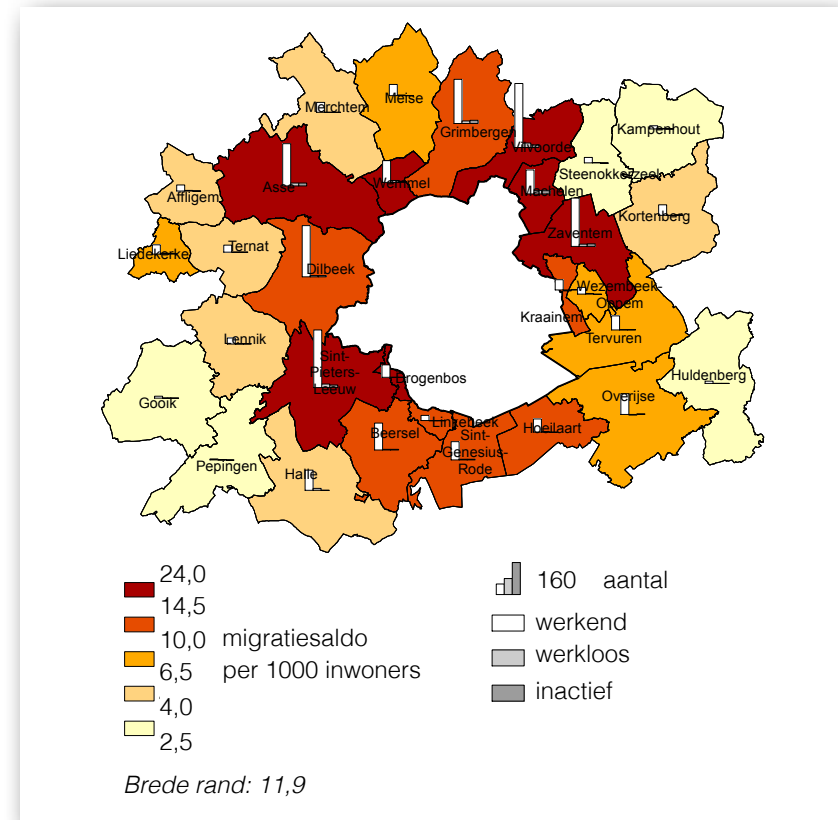 Merchtem
Meise
Grimbergen
Vilvoorde
Kampenhout
Steenokkerzeel
Asse
Wemmel
Machelen
Affligem
Kortenberg
Zaventem
Liedekerke
Ternat
Dilbeek
Wezembeek-
Oppem
Kraainem
Tervuren
Lennik
Sint-
Pieters-
Leeuw
Drogenbos
Huldenberg
Gooik
Overijse
Linkebeek
Hoeilaart
Beersel
Sint-
Genesius-
Rode
Pepingen
Halle
24,0
14,5
10,0
6,5
4,0
2,5
migratiesaldo
per 1000 inwoners
160 aantal
werkend
werkloos
inactief
Brede rand: 11,9